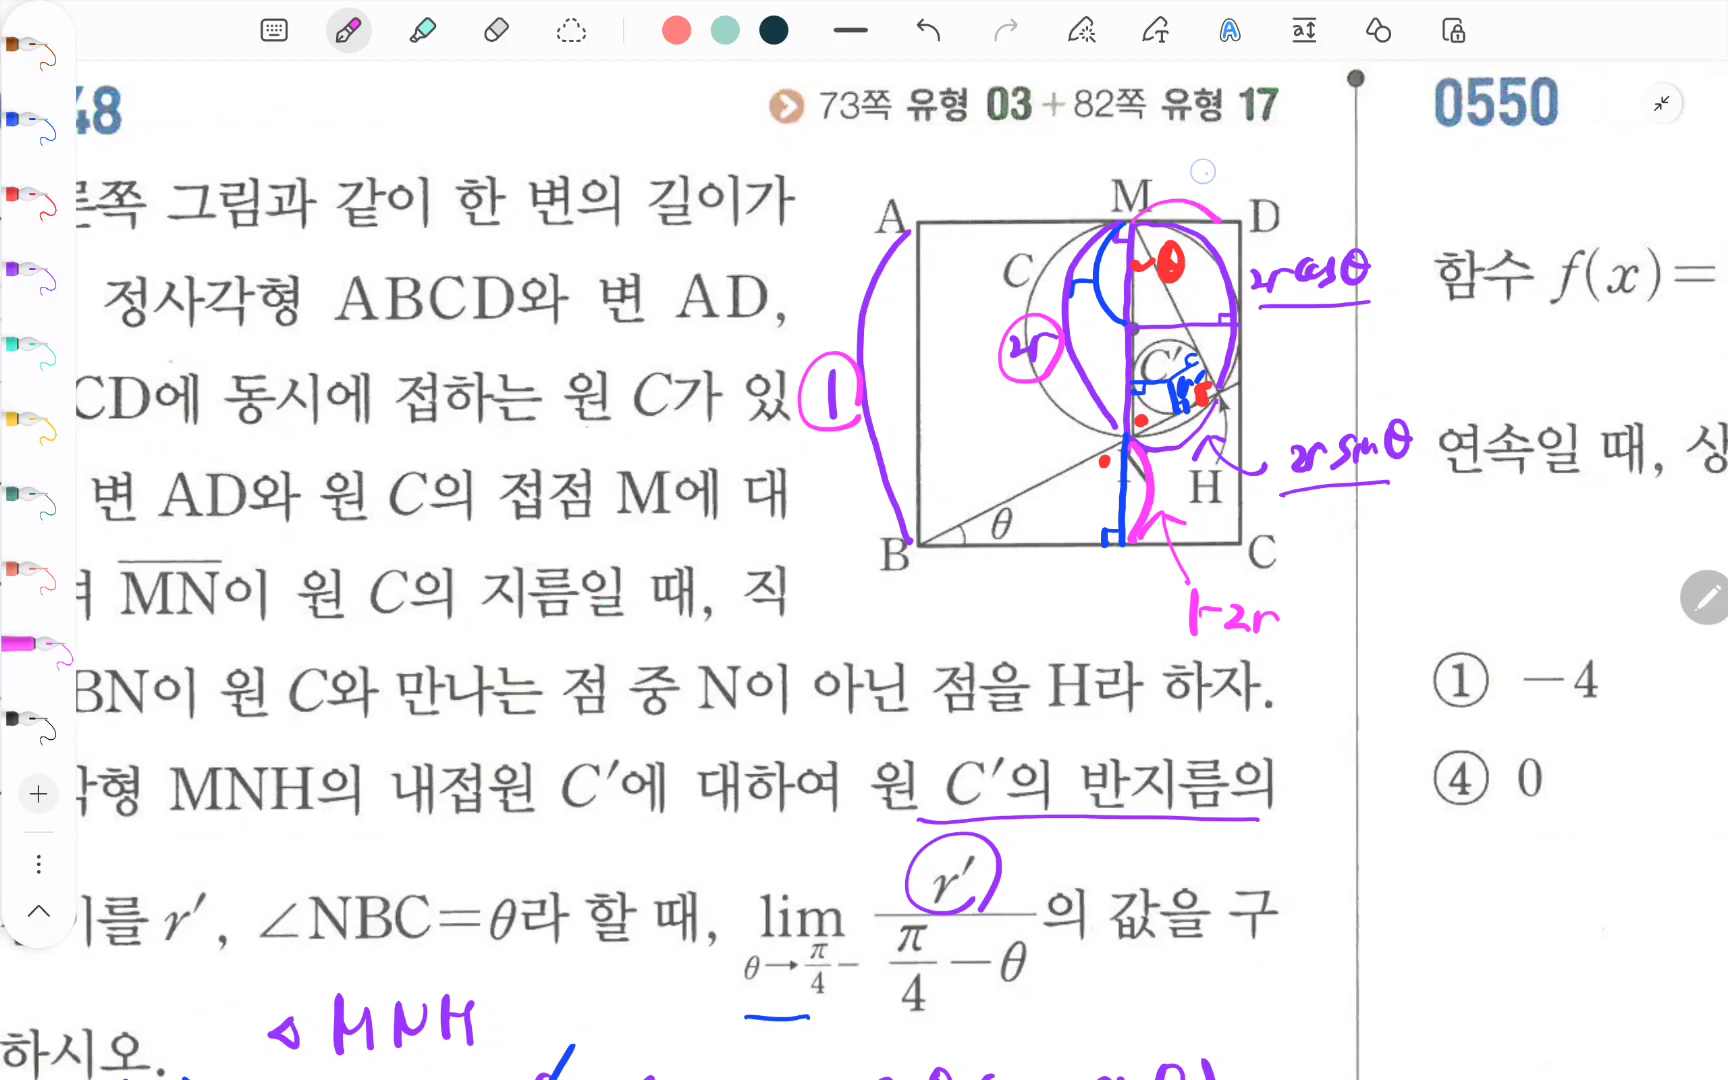 48
73쪽 유형 03 + 82쪽 유형 17
른쪽 그림과 같이 한 변의 길이가
정사각형 ABCD와 변 AD,
CD에 동시에 접하는 원 C가 있
변 AD와 원 C의 접점 M에 대
여 MN이 원 C의 지름일 때, 직
BN이 원 C와 만나는 점 중 N이 아닌 점을 H라 하자.
각형 MNH의 내접원 C′에 대하여 원 C′의 반지름의
이를 r′, ∠NBC=θ라 할 때, lim θ→π/4− r′/(π/4−θ)의 값을 구
하시오.
△ MNH
A M D
C
θ
2r cosθ
2r
C′
r′
1
2r sinθ
H
θ
B C
1-2r
0550
함수 f(x)=
연속일 때, 상
① −4
④ 0